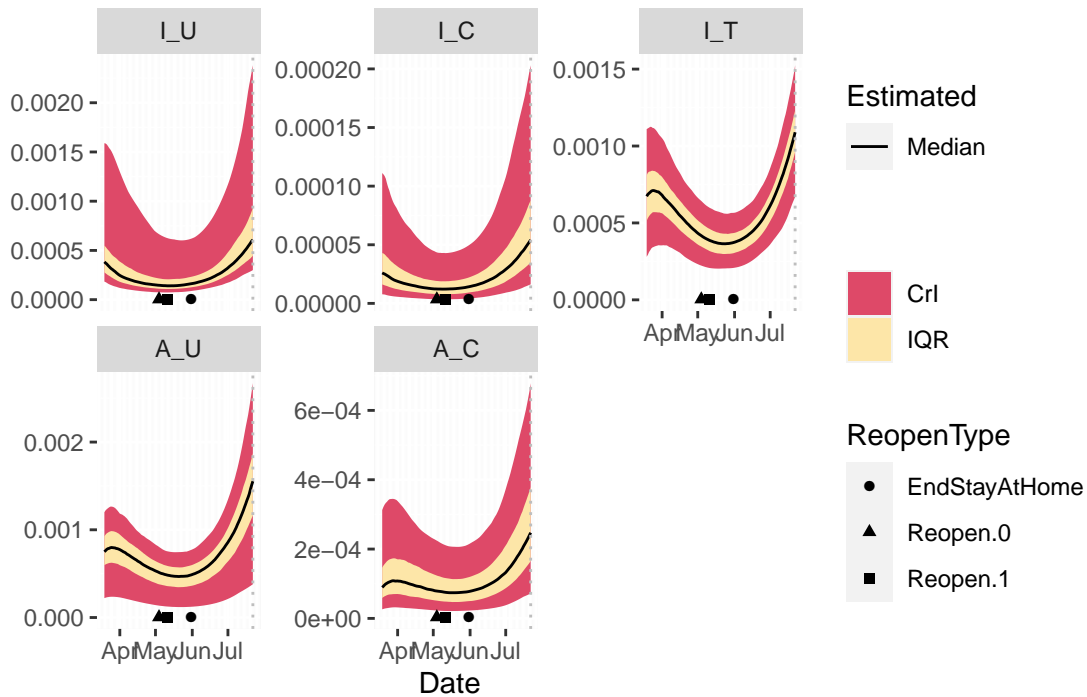 I_U
I_C
I_T
0.0020
0.0015
0.0010
0.0005
0.0000
0.00020
0.00015
0.00010
0.00005
0.00000
0.0015
0.0010
0.0005
0.0000
Apr May Jun Jul
A_U
A_C
0.002
0.001
0.000
6e−04
4e−04
2e−04
0e+00
Apr May Jun Jul
Apr May Jun Jul
Date
Estimated
Median
CrI
IQR
ReopenType
EndStayAtHome
Reopen.0
Reopen.1